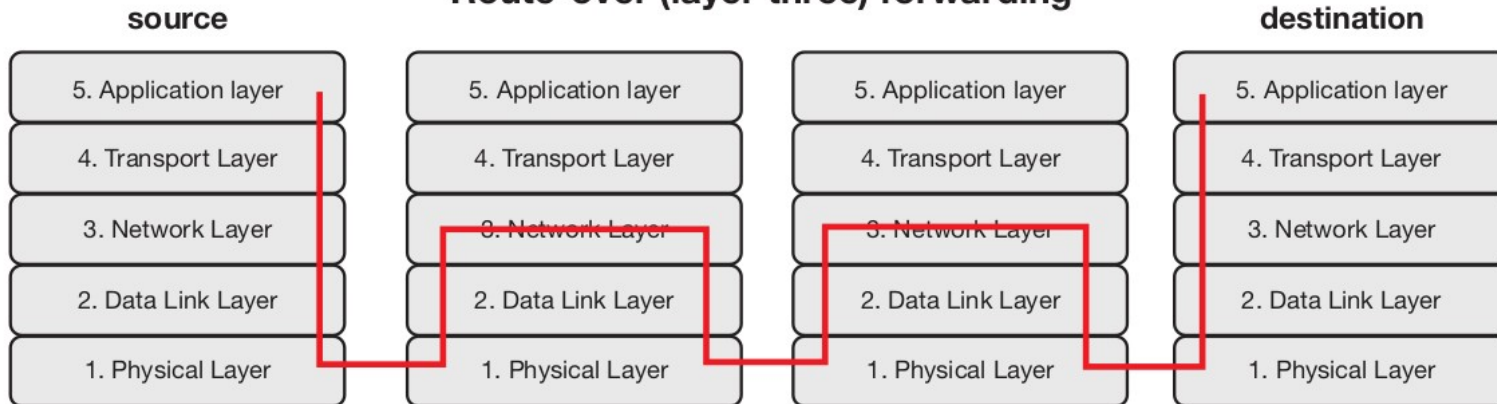 Route-over (layer three) forwarding
source
destination
5. Application layer
4. Transport Layer
3. Network Layer
2. Data Link Layer
1. Physical Layer
5. Application layer
4. Transport Layer
3. Network Layer
2. Data Link Layer
1. Physical Layer
5. Application layer
4. Transport Layer
3. Network Layer
2. Data Link Layer
1. Physical Layer
5. Application layer
4. Transport Layer
3. Network Layer
2. Data Link Layer
1. Physical Layer